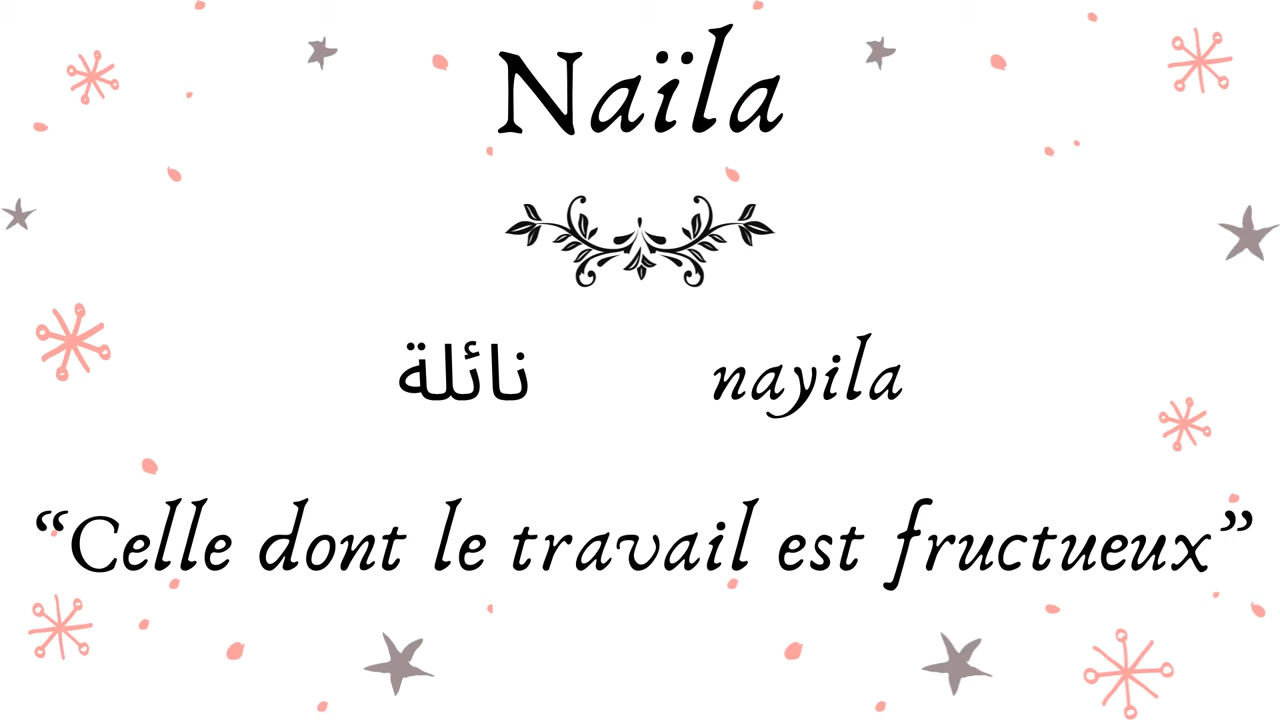 Naïla
نائلة nayila
“Celle dont le travail est fructueux”